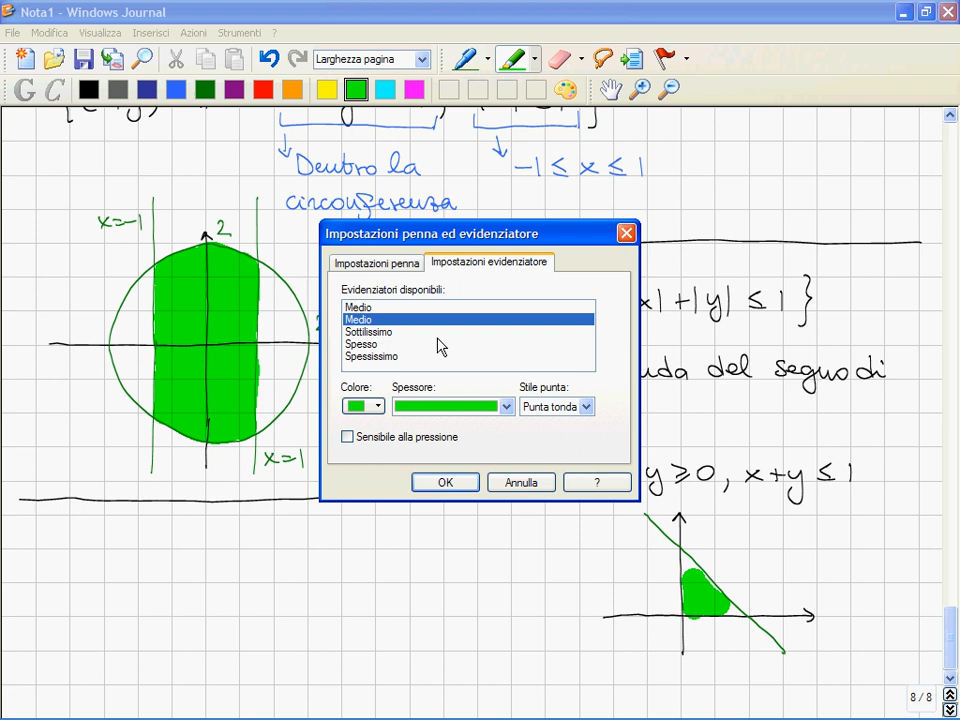 Nota1 - Windows Journal
File Modifica Visualizza Inserisci Azioni Strumenti ?
Larghezza pagina
Dentro la
circonferenza
-1 ≤ x ≤ 1
x=-1
2
x=1
Impostazioni penna ed evidenziatore
Impostazioni penna
Impostazioni evidenziatore
Evidenziatori disponibili:
Medio
Medio
Sottilissimo
Spesso
Spessissimo
Colore: Spessore: Stile punta:
Punta tonda
Sensibile alla pressione
OK Annulla ?
x|+|y| ≤ 1 }
del segno di
y ≥ 0, x+y ≤ 1
8 / 8